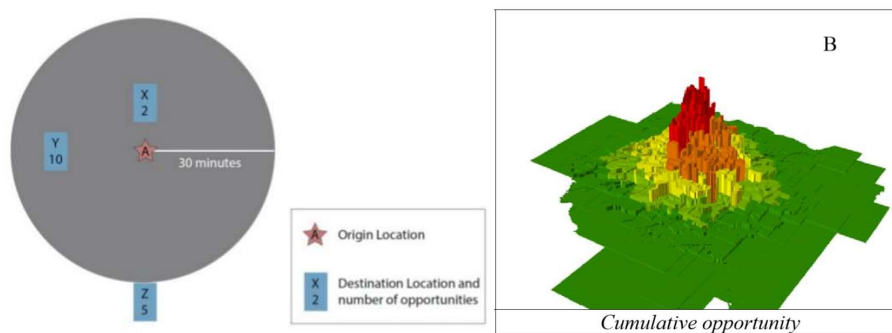 X
2
Y
10
A
30 minutes
Z
5
A
Origin Location
X
2
Destination Location and
number of opportunities
B
Cumulative opportunity